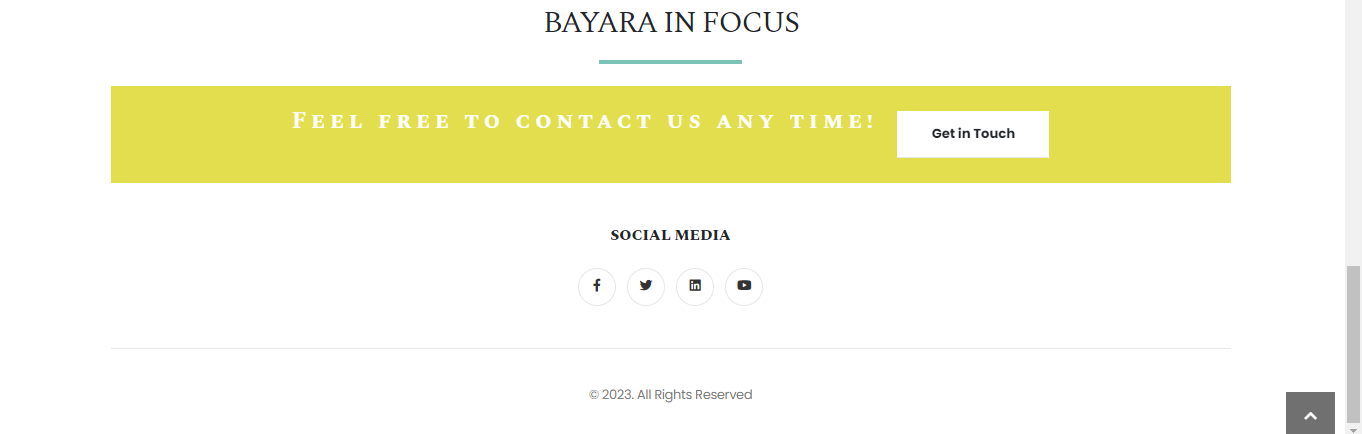 BAYARA IN FOCUS
Feel free to contact us any time!
Get in Touch
SOCIAL MEDIA
© 2023. All Rights Reserved